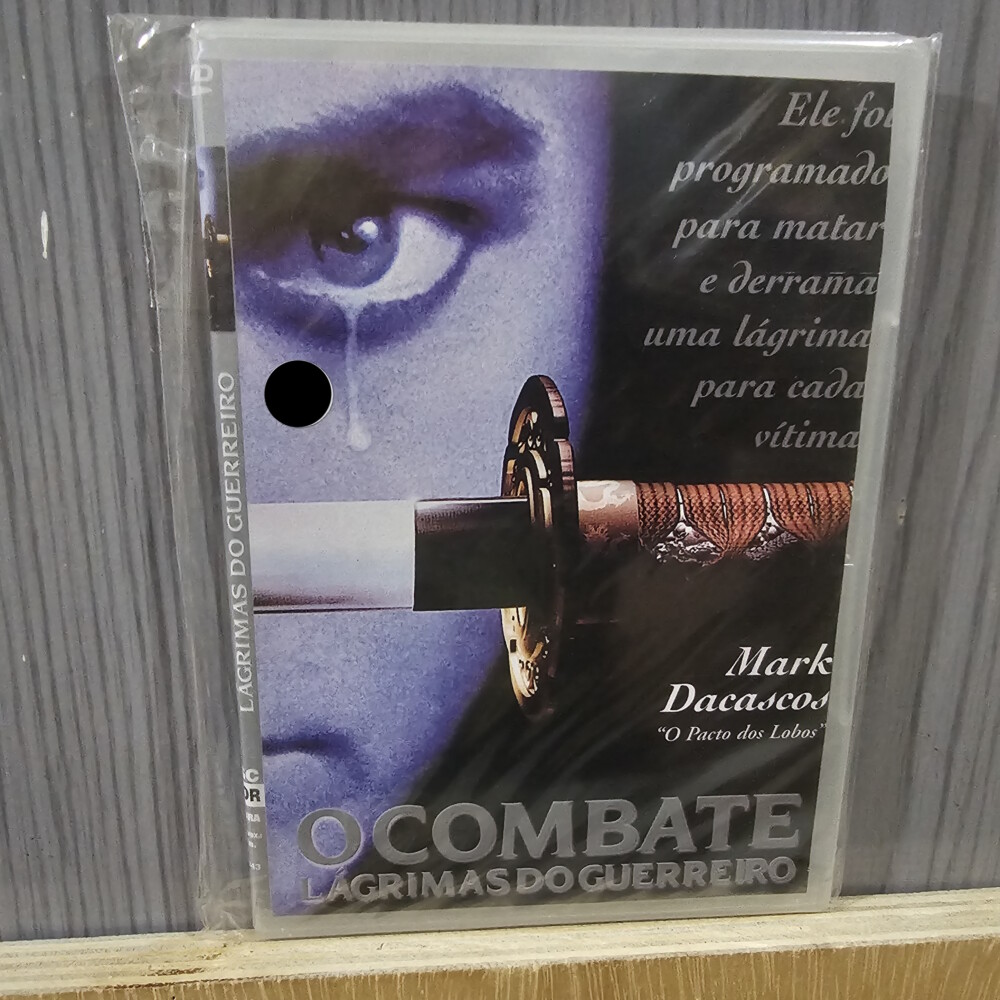 Ele foi
programado
para matar
e derrama
uma lágrima
para cada
vítima
Mark
Dacascos
"O Pacto dos Lobos"
O COMBATE
LÁGRIMAS DO GUERREIRO
LÁGRIMAS DO GUERREIRO